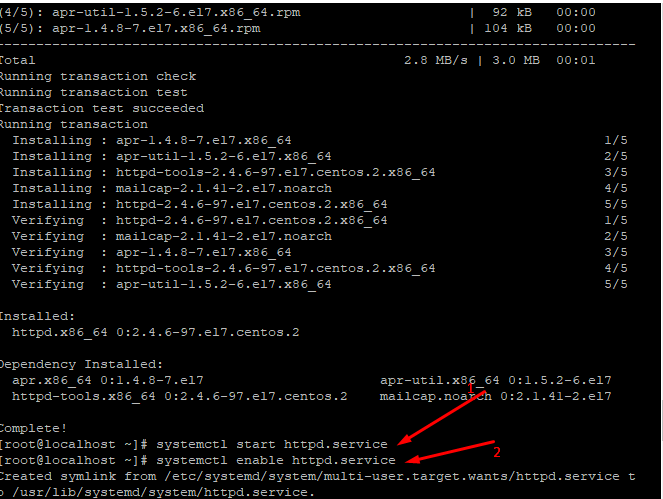 (4/5): apr-util-1.5.2-6.el7.x86_64.rpm | 92 kB 00:00
(5/5): apr-1.4.8-7.el7.x86_64.rpm | 104 kB 00:00
--------------------------------------------------------------------------------
Total 2.8 MB/s | 3.0 MB 00:01
Running transaction check
Running transaction test
Transaction test succeeded
Running transaction
Installing : apr-1.4.8-7.el7.x86_64 1/5
Installing : apr-util-1.5.2-6.el7.x86_64 2/5
Installing : httpd-tools-2.4.6-97.el7.centos.2.x86_64 3/5
Installing : mailcap-2.1.41-2.el7.noarch 4/5
Installing : httpd-2.4.6-97.el7.centos.2.x86_64 5/5
Verifying : httpd-2.4.6-97.el7.centos.2.x86_64 1/5
Verifying : mailcap-2.1.41-2.el7.noarch 2/5
Verifying : apr-1.4.8-7.el7.x86_64 3/5
Verifying : httpd-tools-2.4.6-97.el7.centos.2.x86_64 4/5
Verifying : apr-util-1.5.2-6.el7.x86_64 5/5
Installed:
httpd.x86_64 0:2.4.6-97.el7.centos.2
Dependency Installed:
apr.x86_64 0:1.4.8-7.el7 apr-util.x86_64 0:1.5.2-6.el7
1
httpd-tools.x86_64 0:2.4.6-97.el7.centos.2 mailcap.noarch 0:2.1.41-2.el7
Complete!
[root@localhost ~]# systemctl start httpd.service
[root@localhost ~]# systemctl enable httpd.service
2
Created symlink from /etc/systemd/system/multi-user.target.wants/httpd.service t
o /usr/lib/systemd/system/httpd.service.